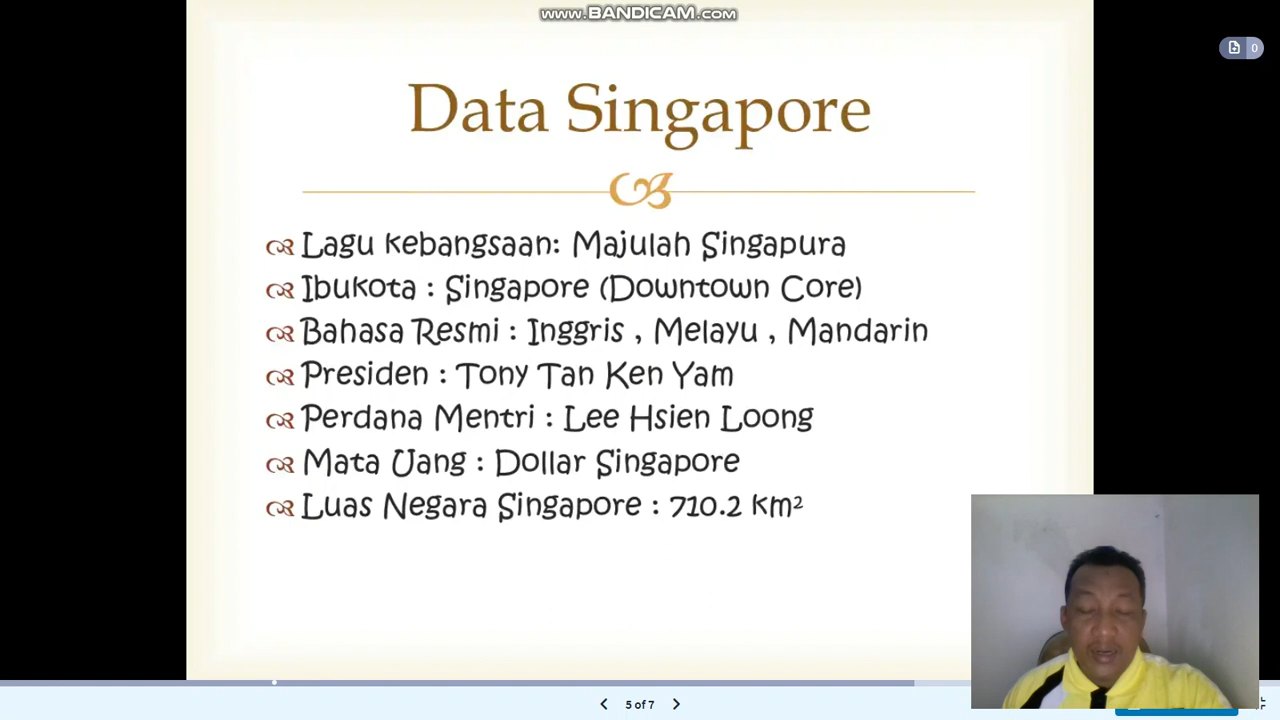 www.BANDICAM.com
0
Data Singapore
Lagu kebangsaan: Majulah Singapura
Ibukota : Singapore (Downtown Core)
Bahasa Resmi : Inggris , Melayu , Mandarin
Presiden : Tony Tan Ken Yam
Perdana Mentri : Lee Hsien Loong
Mata Uang : Dollar Singapore
Luas Negara Singapore : 710.2 km²
5 of 7